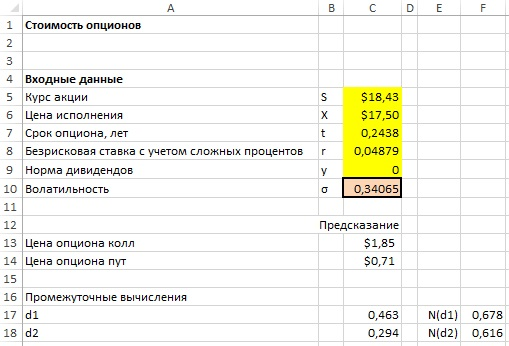 A B C D E F
1 Стоимость опционов
2
3
4 Входные данные
5 Курс акции S $18,43
6 Цена исполнения X $17,50
7 Срок опциона, лет t 0,2438
8 Безрисковая ставка с учетом сложных процентов r 0,04879
9 Норма дивидендов y 0
10 Волатильность σ 0,34065
11
12 Предсказание
13 Цена опциона колл $1,85
14 Цена опциона пут $0,71
15
16 Промежуточные вычисления
17 d1 0,463 N(d1) 0,678
18 d2 0,294 N(d2) 0,616